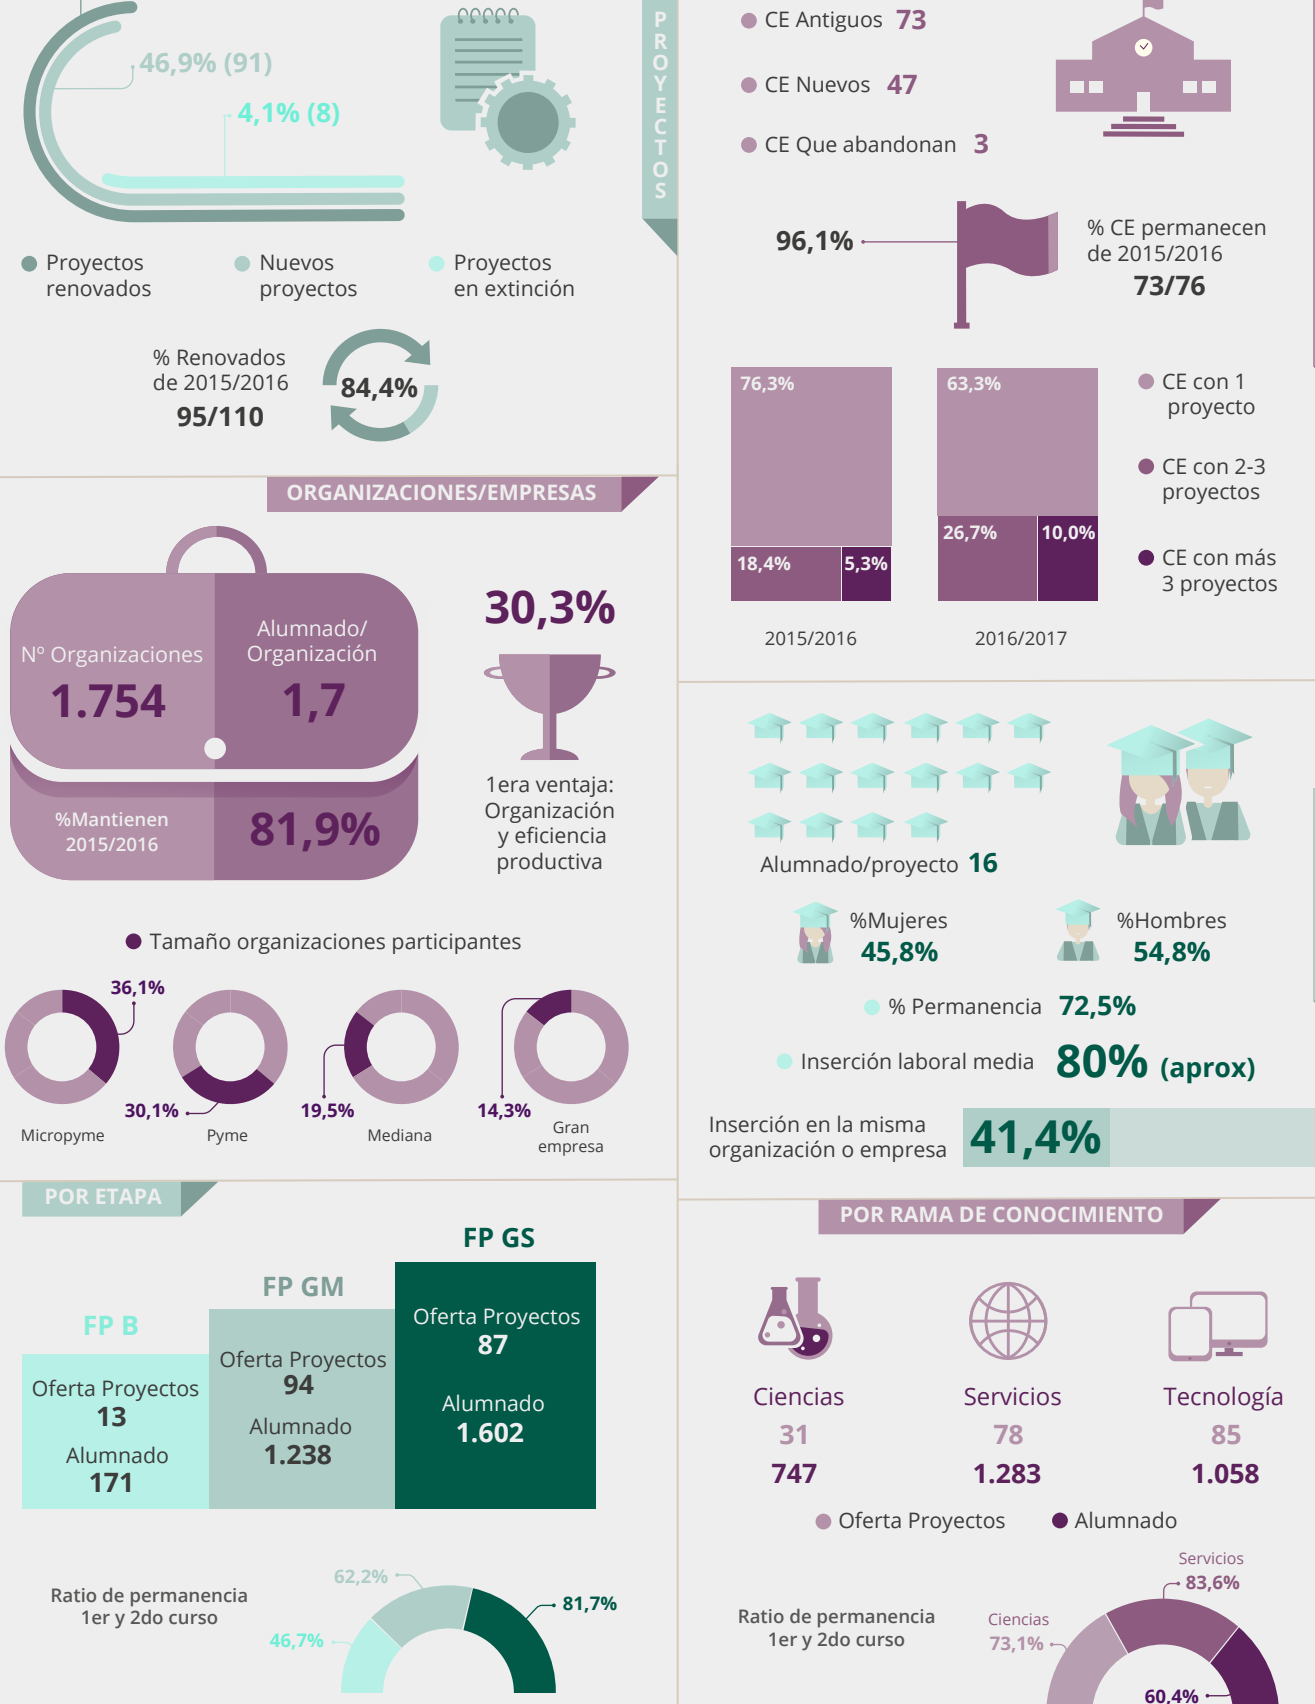 46,9% (91)
4,1% (8)
PROYECTOS
Proyectos
renovados
Nuevos
proyectos
Proyectos
en extinción
% Renovados
de 2015/2016
95/110
84,4%
CE Antiguos 73
CE Nuevos 47
CE Que abandonan 3
96,1%
% CE permanecen
de 2015/2016
73/76
76,3%
18,4%
5,3%
2015/2016
63,3%
26,7%
10,0%
2016/2017
CE con 1
proyecto
CE con 2-3
proyectos
CE con más
3 proyectos
ORGANIZACIONES/EMPRESAS
Nº Organizaciones
1.754
Alumnado/
Organización
1,7
%Mantienen
2015/2016
81,9%
30,3%
1era ventaja:
Organización
y eficiencia
productiva
Tamaño organizaciones participantes
36,1%
Micropyme
30,1%
Pyme
19,5%
Mediana
14,3%
Gran
empresa
Alumnado/proyecto 16
%Mujeres
45,8%
%Hombres
54,8%
% Permanencia 72,5%
Inserción laboral media 80% (aprox)
Inserción en la misma
organización o empresa
41,4%
POR ETAPA
FP B
Oferta Proyectos
13
Alumnado
171
FP GM
Oferta Proyectos
94
Alumnado
1.238
FP GS
Oferta Proyectos
87
Alumnado
1.602
Ratio de permanencia
1er y 2do curso
46,7%
62,2%
81,7%
POR RAMA DE CONOCIMIENTO
Ciencias
31
747
Servicios
78
1.283
Tecnología
85
1.058
Oferta Proyectos
Alumnado
Ratio de permanencia
1er y 2do curso
Ciencias
73,1%
Servicios
83,6%
60,4%